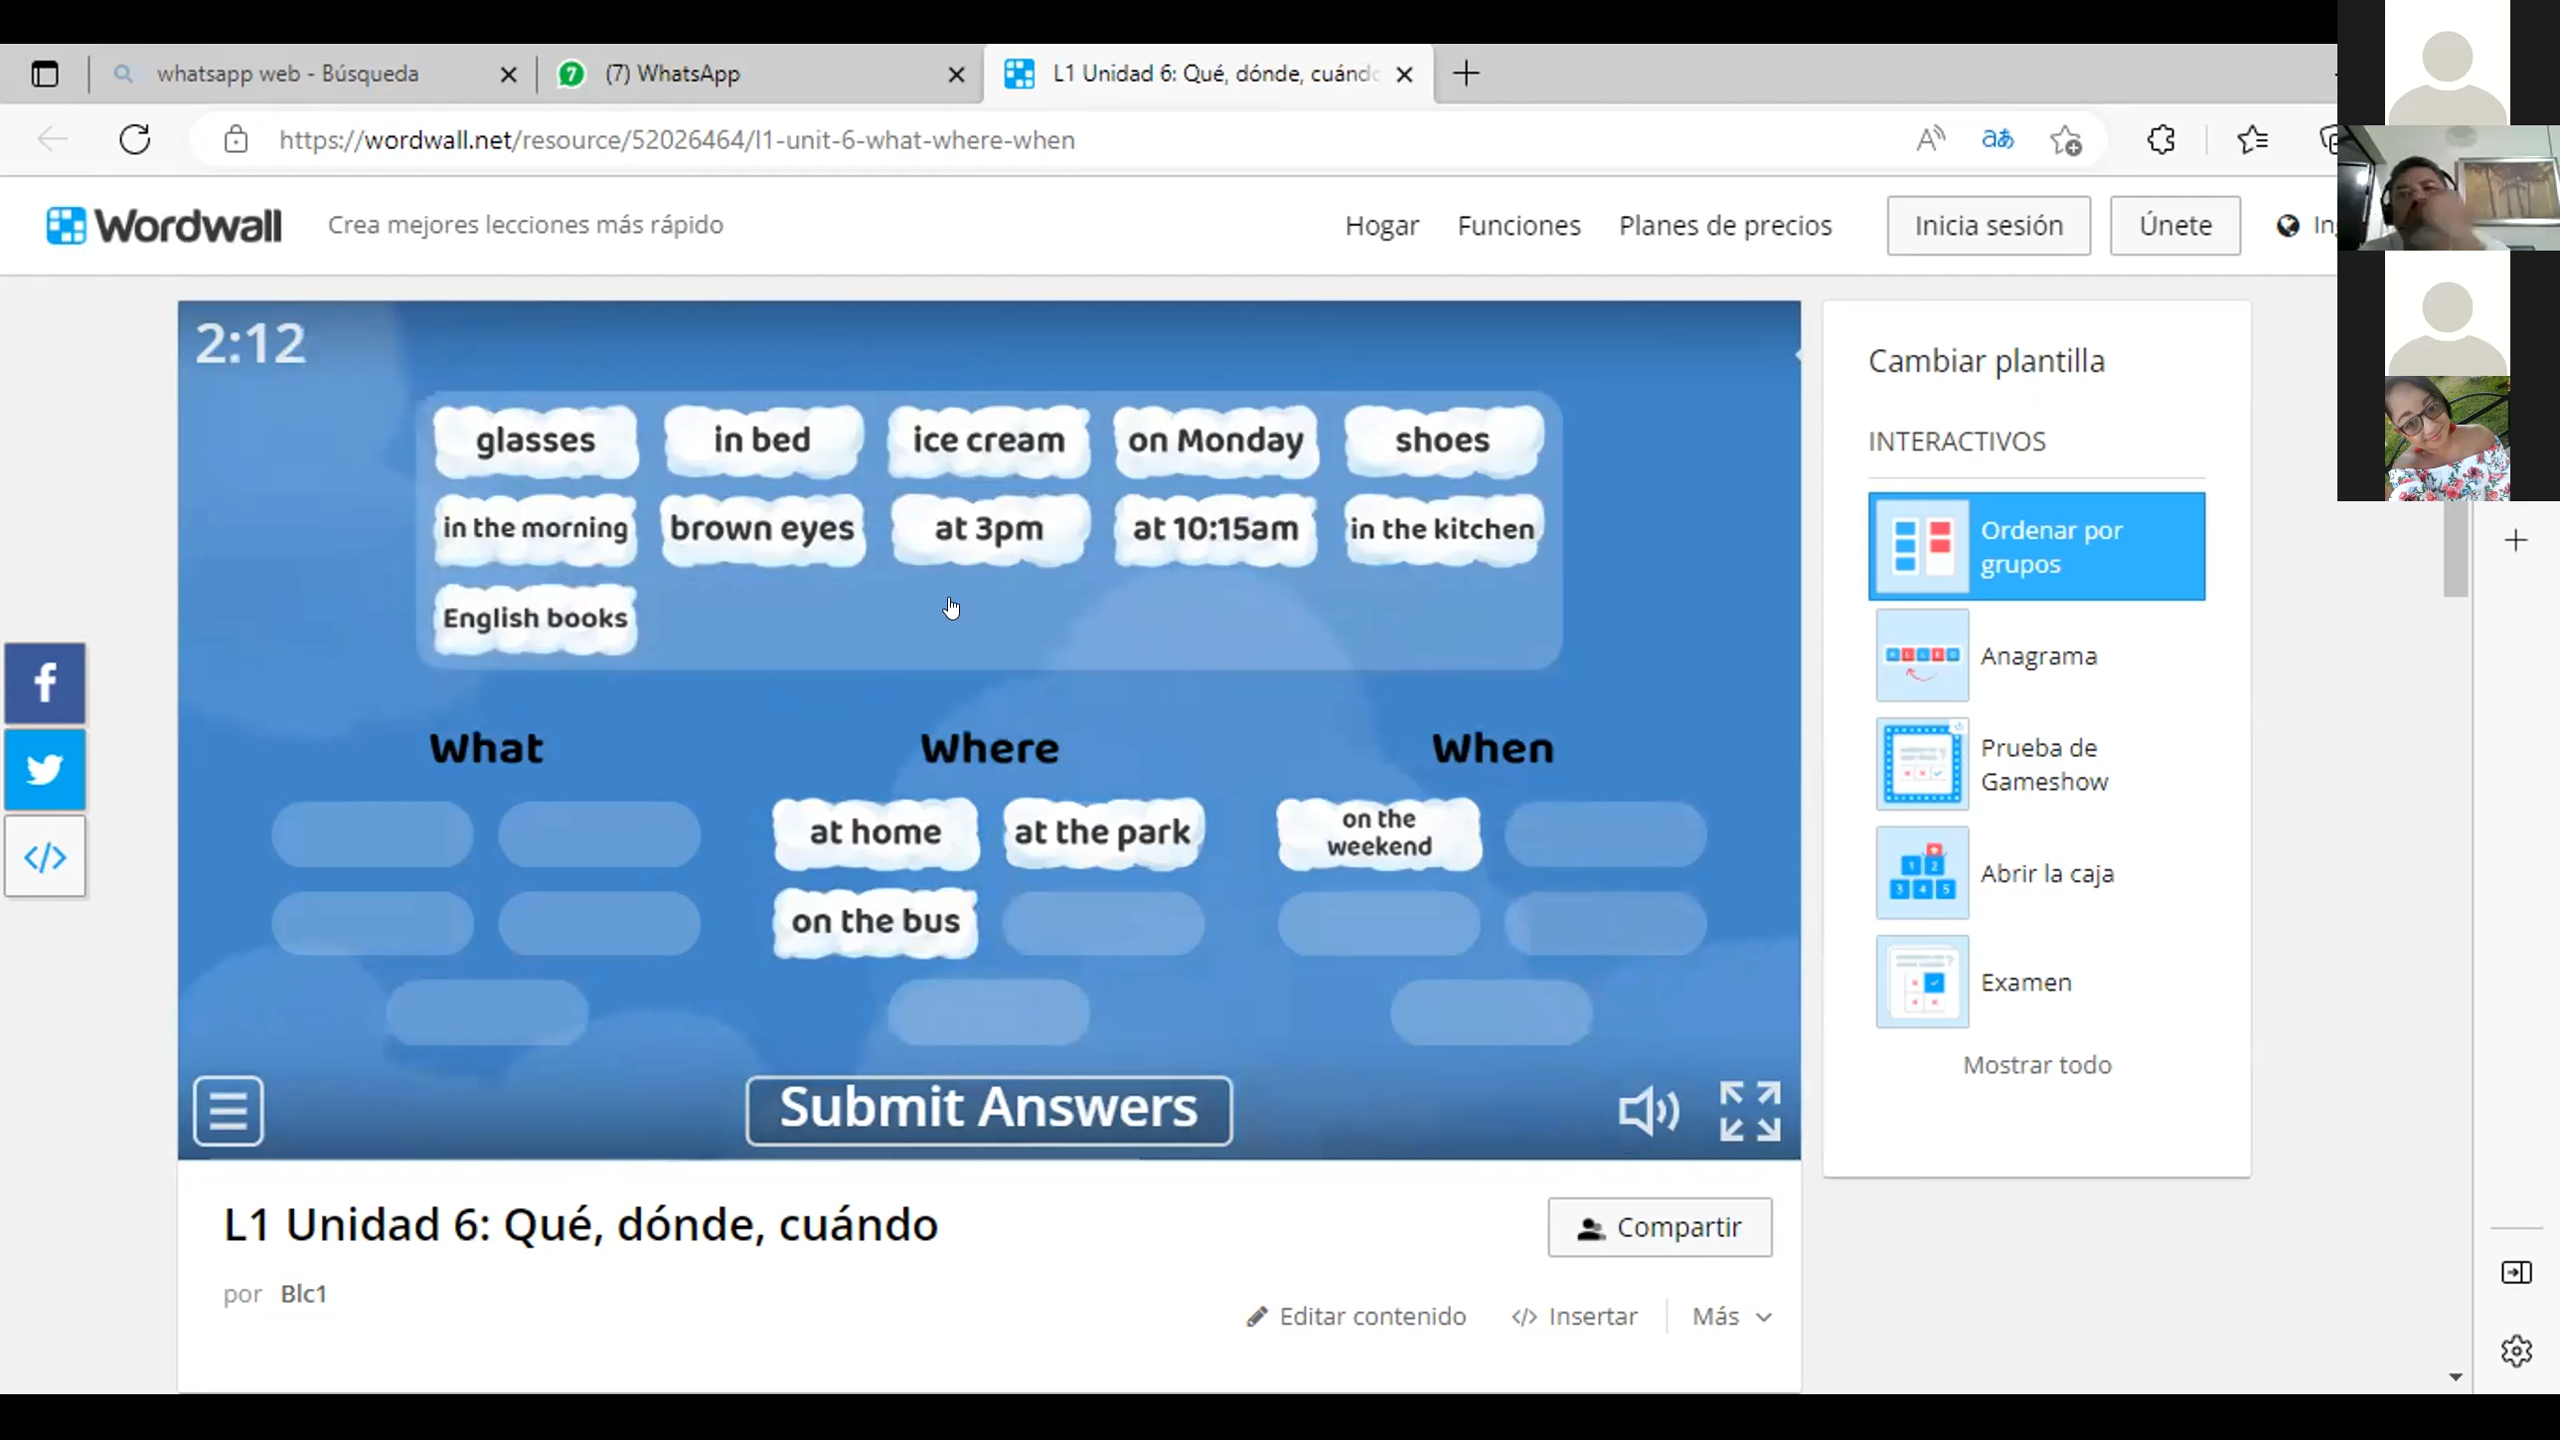 whatsapp web - Búsqueda
7
(7) WhatsApp
L1 Unidad 6: Qué, dónde, cuándo
https://wordwall.net/resource/52026464/l1-unit-6-what-where-when
Wordwall
Crea mejores lecciones más rápido
Hogar
Funciones
Planes de precios
Inicia sesión
Únete
2:12
glasses
in bed
ice cream
on Monday
shoes
in the morning
brown eyes
at 3pm
at 10:15am
in the kitchen
English books
What
Where
When
at home
at the park
on the
weekend
on the bus
Submit Answers
Cambiar plantilla
INTERACTIVOS
Ordenar por
grupos
Anagrama
Prueba de
Gameshow
Abrir la caja
Examen
Mostrar todo
L1 Unidad 6: Qué, dónde, cuándo
Compartir
por Blc1
Editar contenido
Insertar
Más